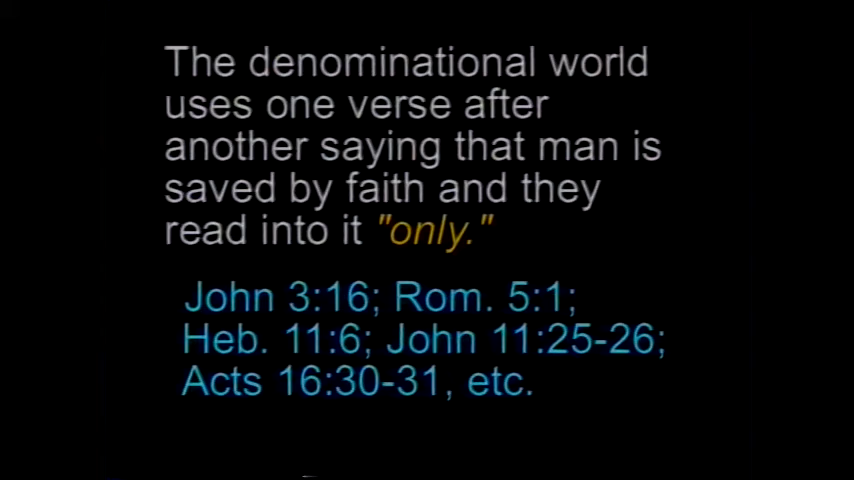 The denominational world
uses one verse after
another saying that man is
saved by faith and they
read into it "only."
John 3:16; Rom. 5:1;
Heb. 11:6; John 11:25-26;
Acts 16:30-31, etc.